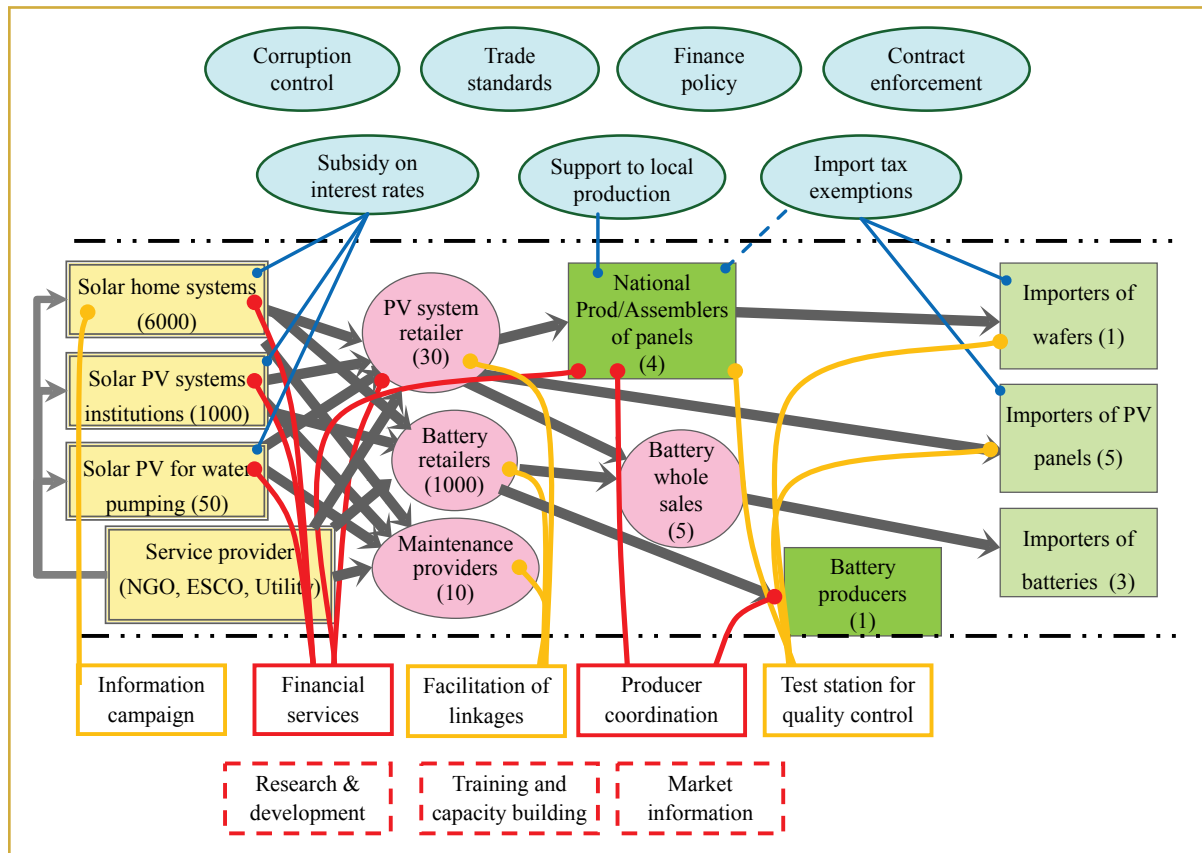 Corruption
control
Trade
standards
Finance
policy
Contract
enforcement
Subsidy on
interest rates
Support to local
production
Import tax
exemptions
Solar home systems
(6000)
Solar PV systems
institutions (1000)
Solar PV for water
pumping (50)
Service provider
(NGO, ESCO, Utility)
PV system
retailer
(30)
Battery
retailers
(1000)
Maintenance
providers
(10)
National
Prod/Assemblers
of panels
(4)
Battery
whole
sales
(5)
Battery
producers
(1)
Importers of
wafers (1)
Importers of PV
panels (5)
Importers of
batteries (3)
Information
campaign
Financial
services
Facilitation of
linkages
Producer
coordination
Test station for
quality control
Research &
development
Training and
capacity building
Market
information